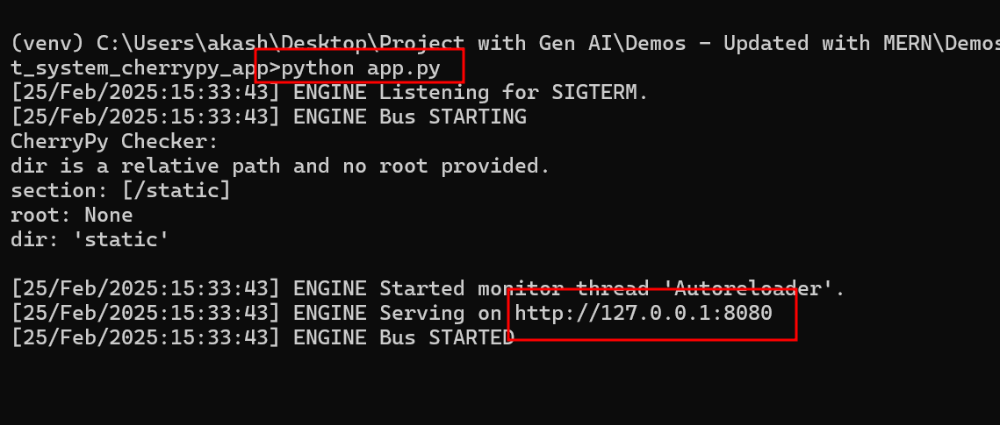 (venv) C:\Users\akash\Desktop\Project with Gen AI\Demos - Updated with MERN\Demos
t_system_cherrypy_app>python app.py
[25/Feb/2025:15:33:43] ENGINE Listening for SIGTERM.
[25/Feb/2025:15:33:43] ENGINE Bus STARTING
CherryPy Checker:
dir is a relative path and no root provided.
section: [/static]
root: None
dir: 'static'
[25/Feb/2025:15:33:43] ENGINE Started monitor thread 'Autoreloader'.
[25/Feb/2025:15:33:43] ENGINE Serving on http://127.0.0.1:8080
[25/Feb/2025:15:33:43] ENGINE Bus STARTED